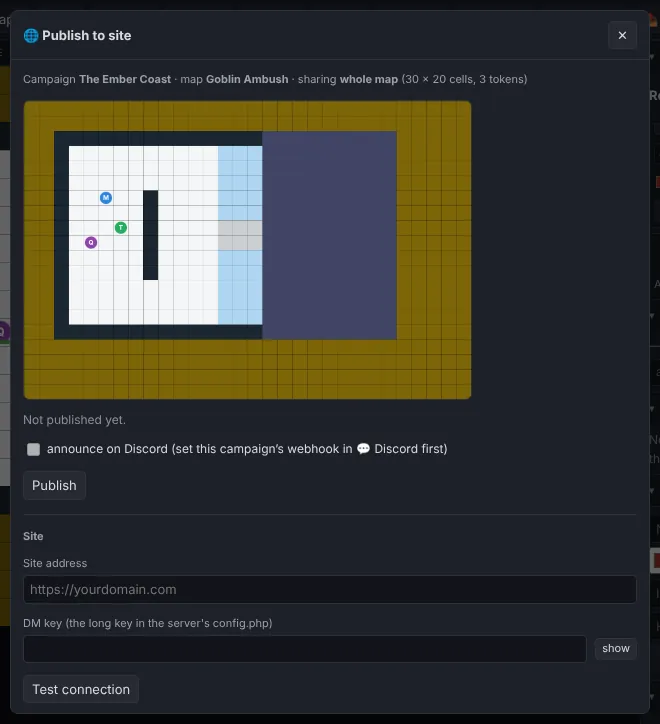 🌐 Publish to site
✕
Campaign The Ember Coast · map Goblin Ambush · sharing whole map (30 × 20 cells, 3 tokens)
M
T
Q
Not published yet.
announce on Discord (set this campaign's webhook in 💬 Discord first)
Publish
Site
Site address
https://yourdomain.com
DM key (the long key in the server's config.php)
show
Test connection